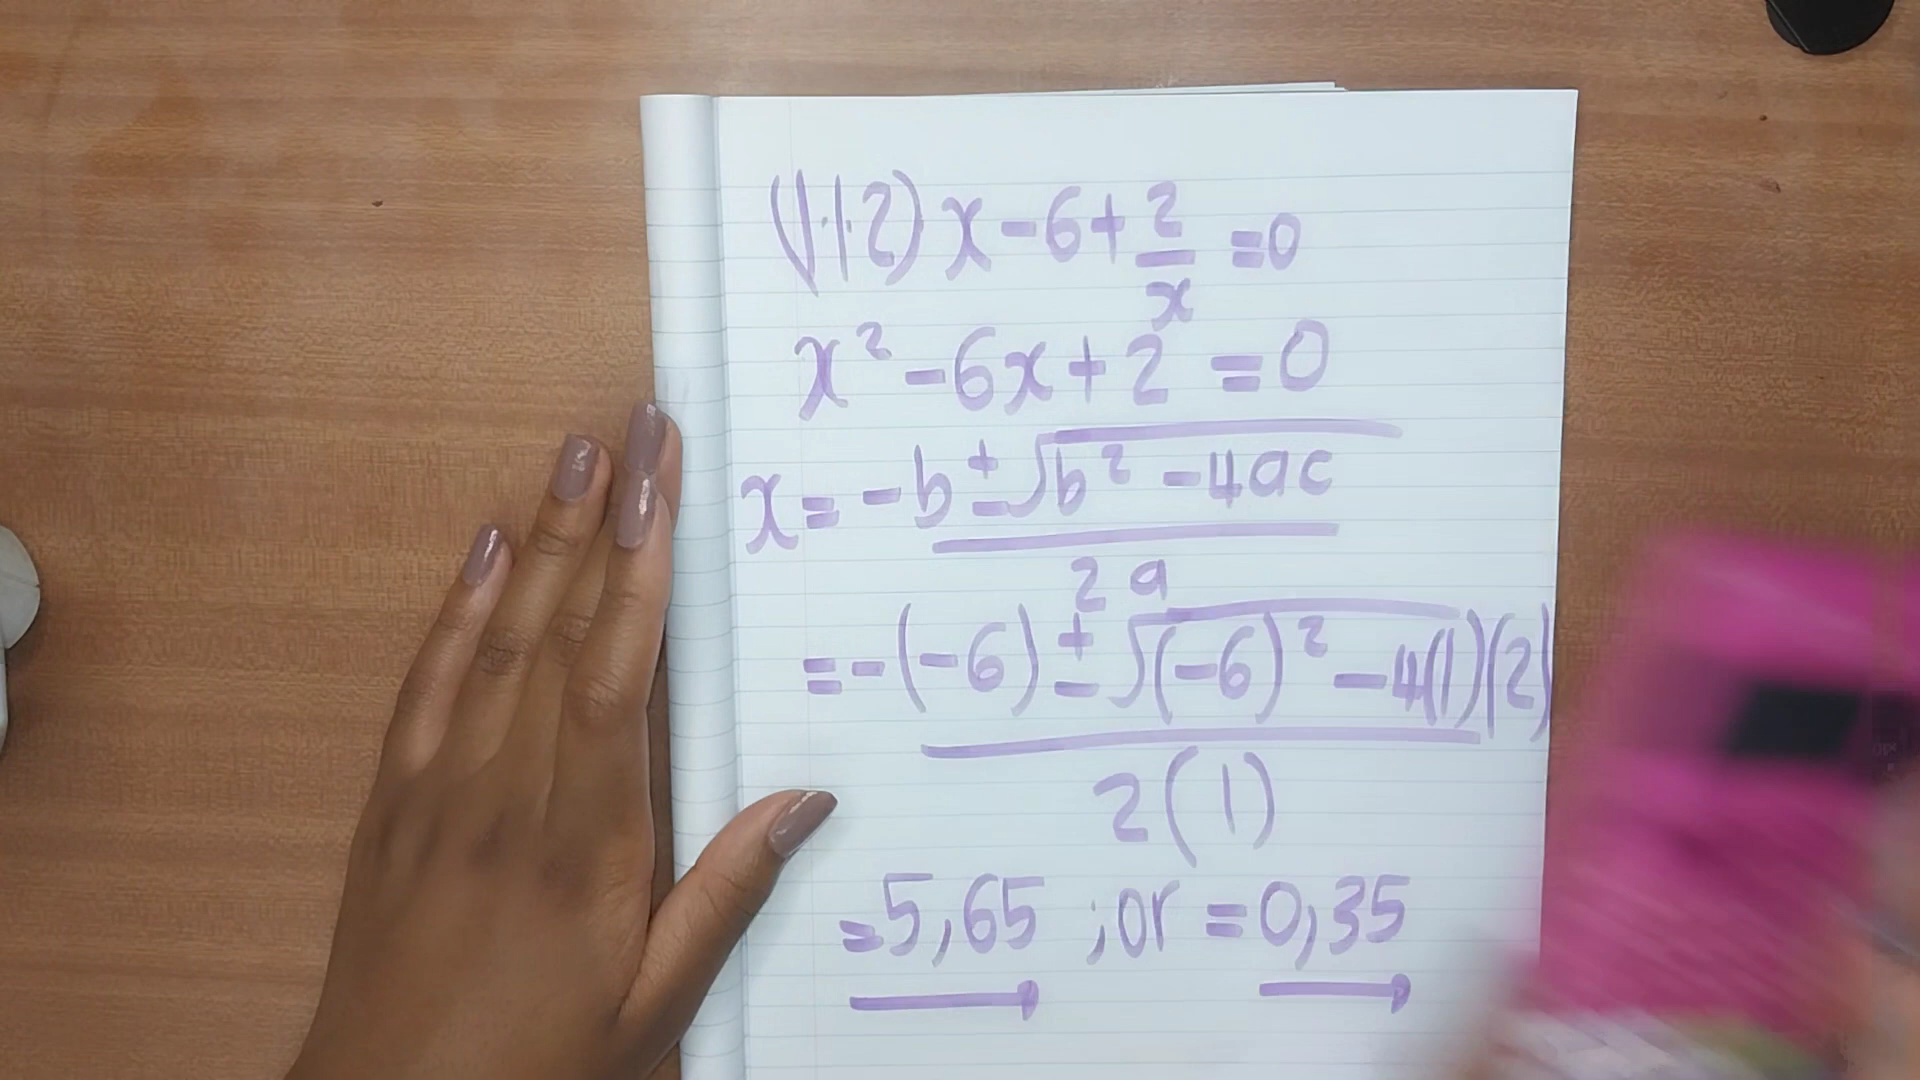 (1.1.2) x - 6 + 2/x = 0
x² - 6x + 2 = 0
x = -b ± √b² - 4ac
2a
= -(-6) ± √(-6)² - 4(1)(2)
2(1)
= 5,65 ; or = 0,35